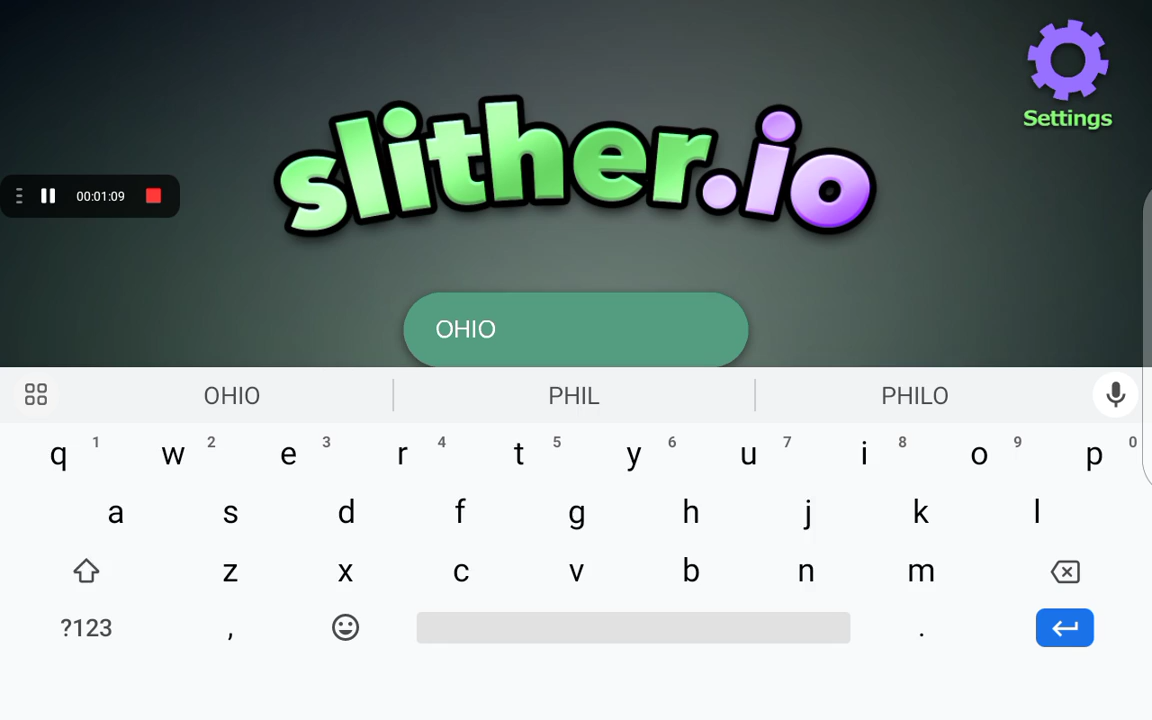 slither.io
Settings
00:01:09
OHIO
OHIO PHIL PHILO
q 1 w 2 e 3 r 4 t 5 y 6 u 7 i 8 o 9 p 0
a s d f g h j k l
z x c v b n m
?123 , .